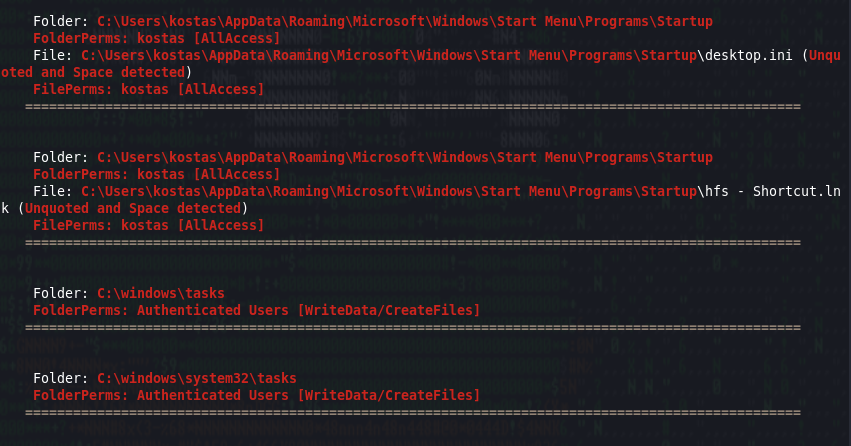 Folder: C:\Users\kostas\AppData\Roaming\Microsoft\Windows\Start Menu\Programs\Startup
FolderPerms: kostas [AllAccess]
File: C:\Users\kostas\AppData\Roaming\Microsoft\Windows\Start Menu\Programs\Startup\desktop.ini (Unqu
oted and Space detected)
FilePerms: kostas [AllAccess]
=================================================================================================
Folder: C:\Users\kostas\AppData\Roaming\Microsoft\Windows\Start Menu\Programs\Startup
FolderPerms: kostas [AllAccess]
File: C:\Users\kostas\AppData\Roaming\Microsoft\Windows\Start Menu\Programs\Startup\hfs - Shortcut.ln
k (Unquoted and Space detected)
FilePerms: kostas [AllAccess]
=================================================================================================
Folder: C:\windows\tasks
FolderPerms: Authenticated Users [WriteData/CreateFiles]
=================================================================================================
Folder: C:\windows\system32\tasks
FolderPerms: Authenticated Users [WriteData/CreateFiles]
=================================================================================================